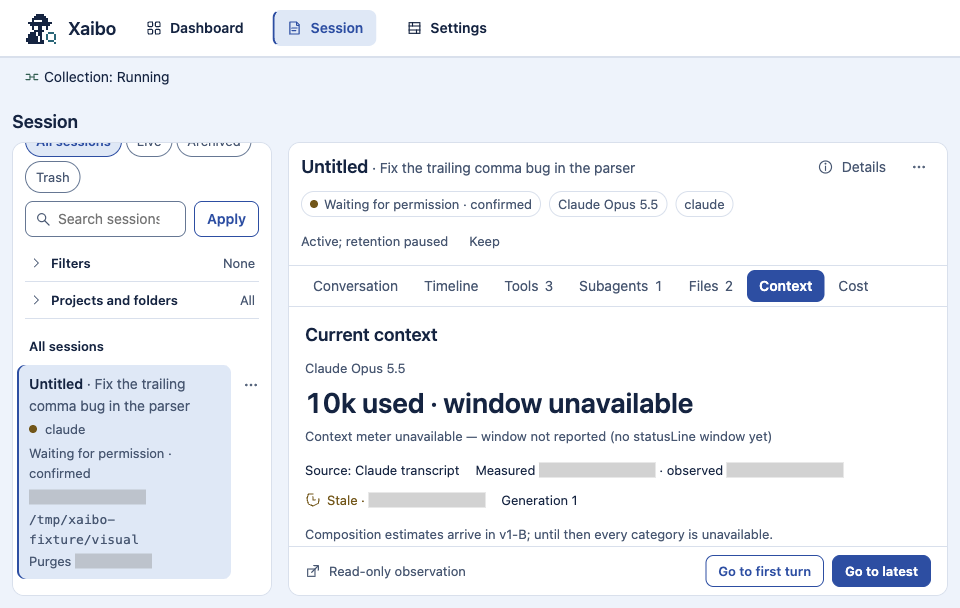 Xaibo
Dashboard
Session
Settings
Collection: Running
Session
All sessions
Live
Archived
Trash
Search sessions
Apply
Filters
None
Projects and folders
All
All sessions
Untitled · Fix the trailing
comma bug in the parser
claude
Waiting for permission ·
confirmed
/tmp/xaibo-
fixture/visual
Purges
Untitled · Fix the trailing comma bug in the parser
Details
Waiting for permission · confirmed
Claude Opus 5.5
claude
Active; retention paused
Keep
Conversation
Timeline
Tools 3
Subagents 1
Files 2
Context
Cost
Current context
Claude Opus 5.5
10k used · window unavailable
Context meter unavailable — window not reported (no statusLine window yet)
Source: Claude transcript
Measured
· observed
Stale ·
Generation 1
Composition estimates arrive in v1-B; until then every category is unavailable.
Read-only observation
Go to first turn
Go to latest